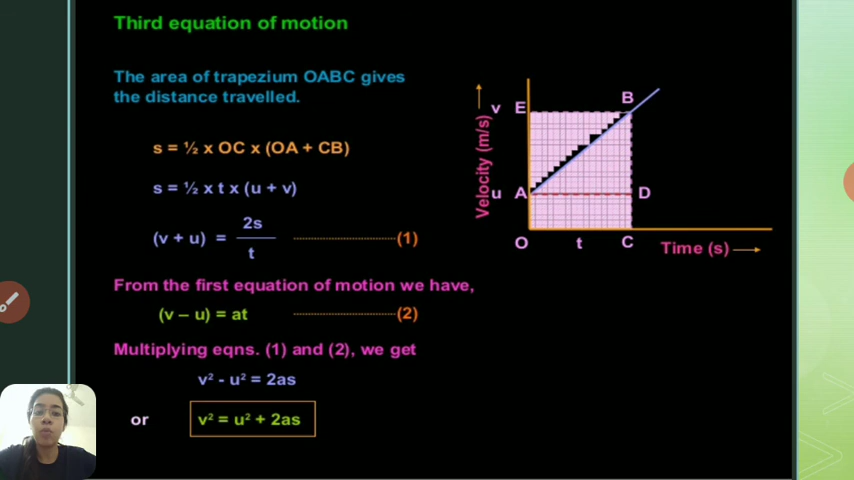 Third equation of motion
The area of trapezium OABC gives
the distance travelled.
s = ½ x OC x (OA + CB)
s = ½ x t x (u + v)
(v + u) = 2s / t ....................(1)
From the first equation of motion we have,
(v – u) = at ....................(2)
Multiplying eqns. (1) and (2), we get
v² - u² = 2as
or v² = u² + 2as
B
v E
Velocity (m/s)
u A D
O t C
Time (s)